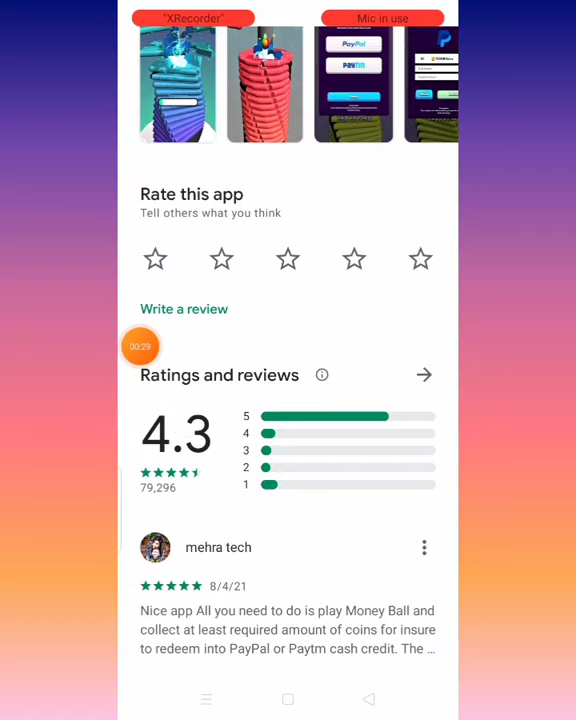 "XRecorder"
Mic in use
PayPal
Paytm
Rate this app
Tell others what you think
Write a review
00:29
Ratings and reviews
4.3
5
4
3
2
1
79,296
mehra tech
8/4/21
Nice app All you need to do is play Money Ball and
collect at least required amount of coins for insure
to redeem into PayPal or Paytm cash credit. The ...